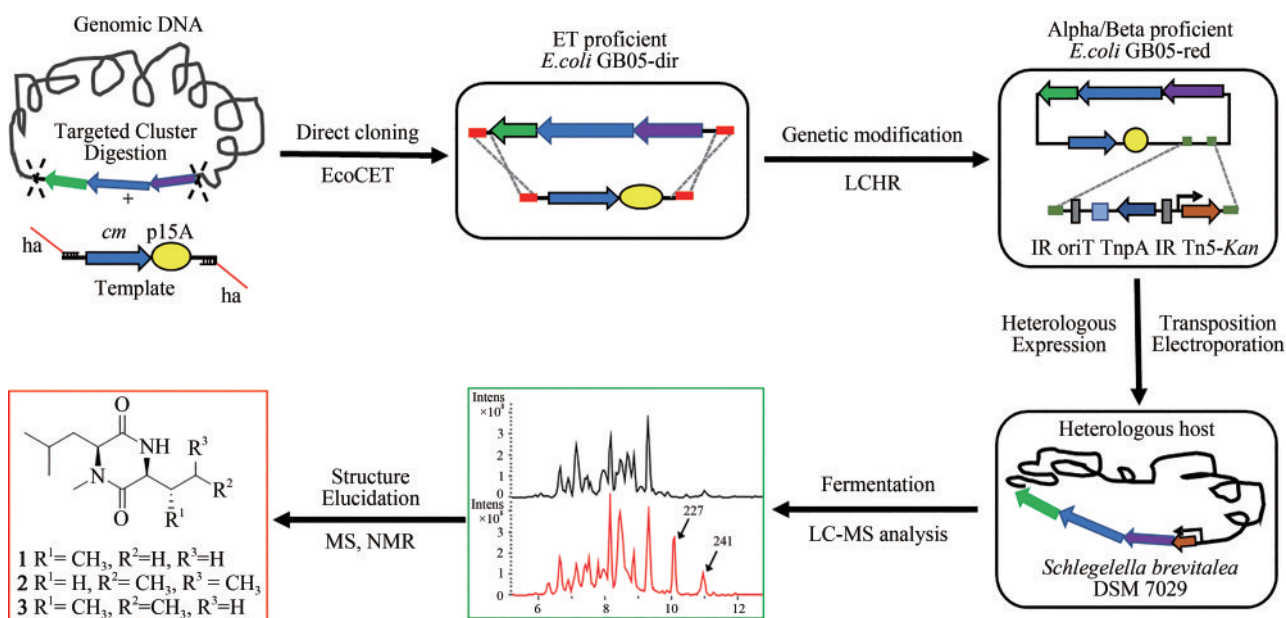 Genomic DNA
Targeted Cluster
Digestion
+
cm p15A
ha
Template
ha
Direct cloning
EcoCET
ET proficient
E.coli GB05-dir
Genetic modification
LCHR
Alpha/Beta proficient
E.coli GB05-red
IR oriT TnpA IR Tn5-Kan
Heterologous
Expression
Transposition
Electroporation
Heterologous host
Schlegelella brevitalea
DSM 7029
Fermentation
LC-MS analysis
Intens
×10⁸
3
2
1
0
Intens
×10⁸
3
2
1
0
227
241
6 8 10 12
Structure
Elucidation
MS, NMR
O
NH
R³
N
R²
O
R¹
1 R¹= CH₃, R²=H, R³=H
2 R¹= H, R²= CH₃, R³ = CH₃
3 R¹= CH₃, R²=CH₃, R³=H